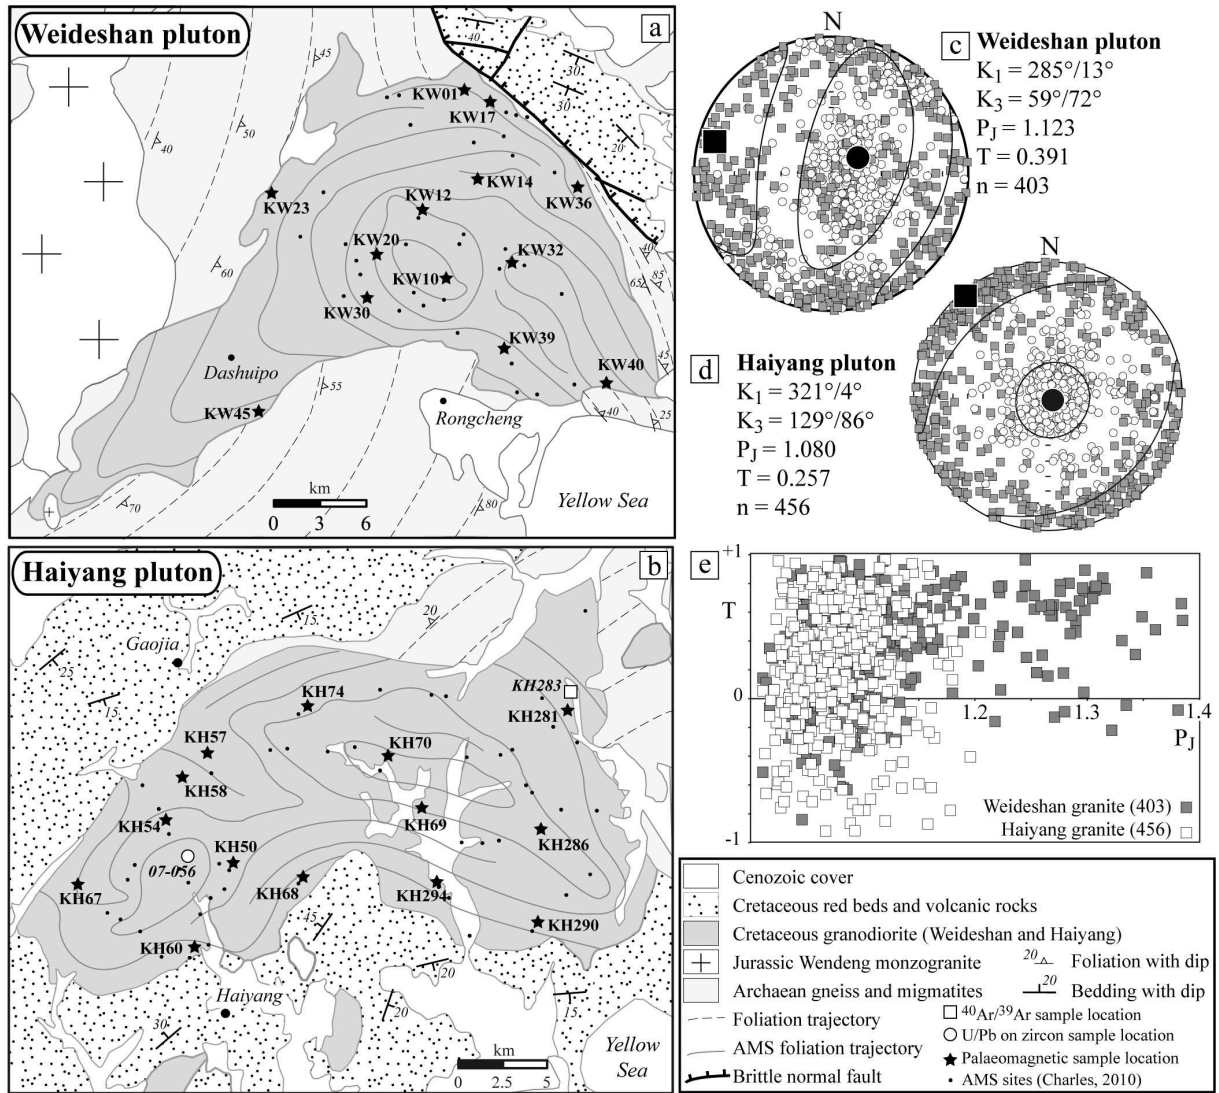 Weideshan pluton
a
40
30
30
20
45
50
40
60
55
70
80
40
85
65
45
40
25
KW01
KW17
KW14
KW36
KW23
KW12
KW20
KW32
KW10
KW30
KW39
KW40
KW45
Dashuipo
Rongcheng
Yellow Sea
km
0 3 6
Haiyang pluton
b
15
20
25
15
Gaojia
KH283
KH281
KH74
KH57
KH70
KH58
KH54
KH69
KH286
KH50
07-056
KH67
KH68
KH294
KH290
KH60
45
20
15
20
30
Haiyang
km
0 2.5 5
Yellow
Sea
N
c
Weideshan pluton
K1 = 285°/13°
K3 = 59°/72°
PJ = 1.123
T = 0.391
n = 403
N
d
Haiyang pluton
K1 = 321°/4°
K3 = 129°/86°
PJ = 1.080
T = 0.257
n = 456
e
+1
T
0
-1
1.2 1.3 1.4
PJ
Weideshan granite (403)
Haiyang granite (456)
Cenozoic cover
Cretaceous red beds and volcanic rocks
Cretaceous granodiorite (Weideshan and Haiyang)
Jurassic Wendeng monzogranite
Archaean gneiss and migmatites
Foliation trajectory
AMS foliation trajectory
Brittle normal fault
20 Foliation with dip
20 Bedding with dip
40Ar/39Ar sample location
U/Pb on zircon sample location
Palaeomagnetic sample location
AMS sites (Charles, 2010)